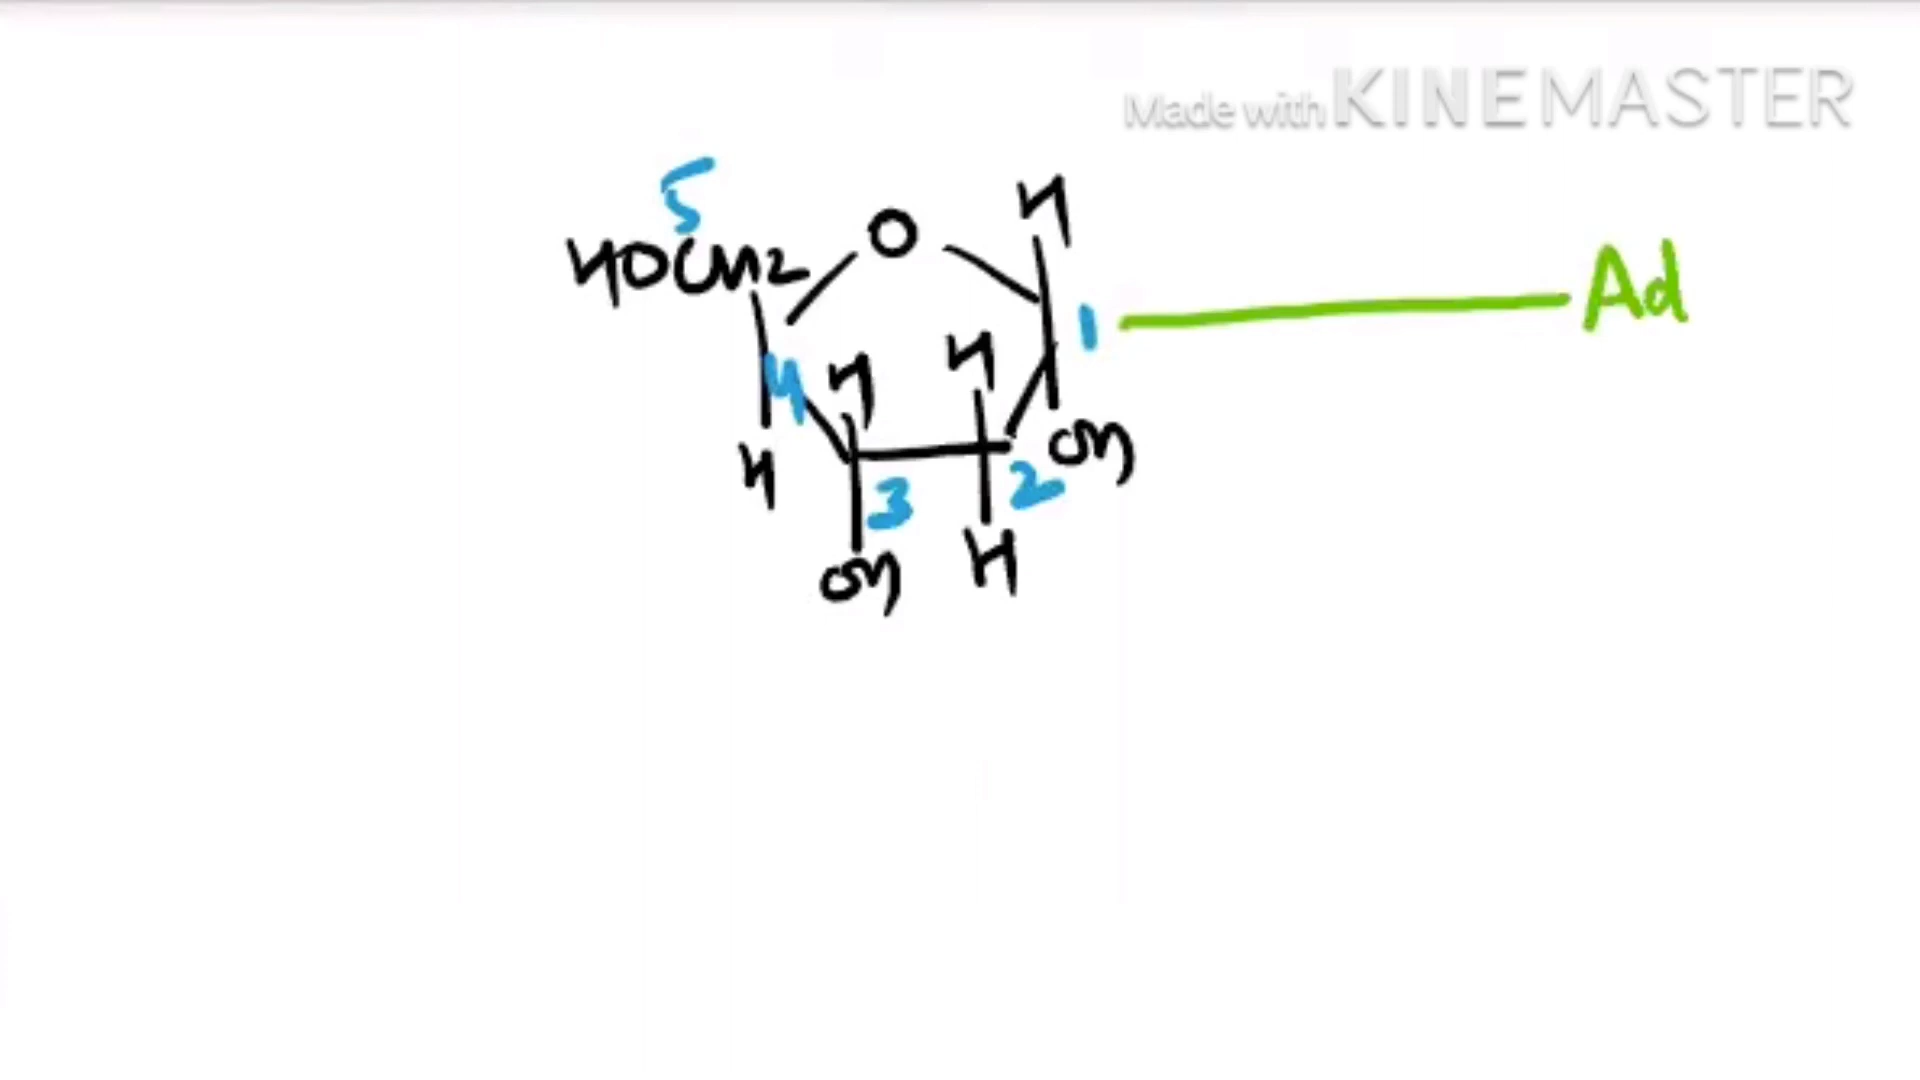 Made with KINEMASTER
5
H
HOCH2 O
Ad
1
4 H H
OH
H 3 2
OH H